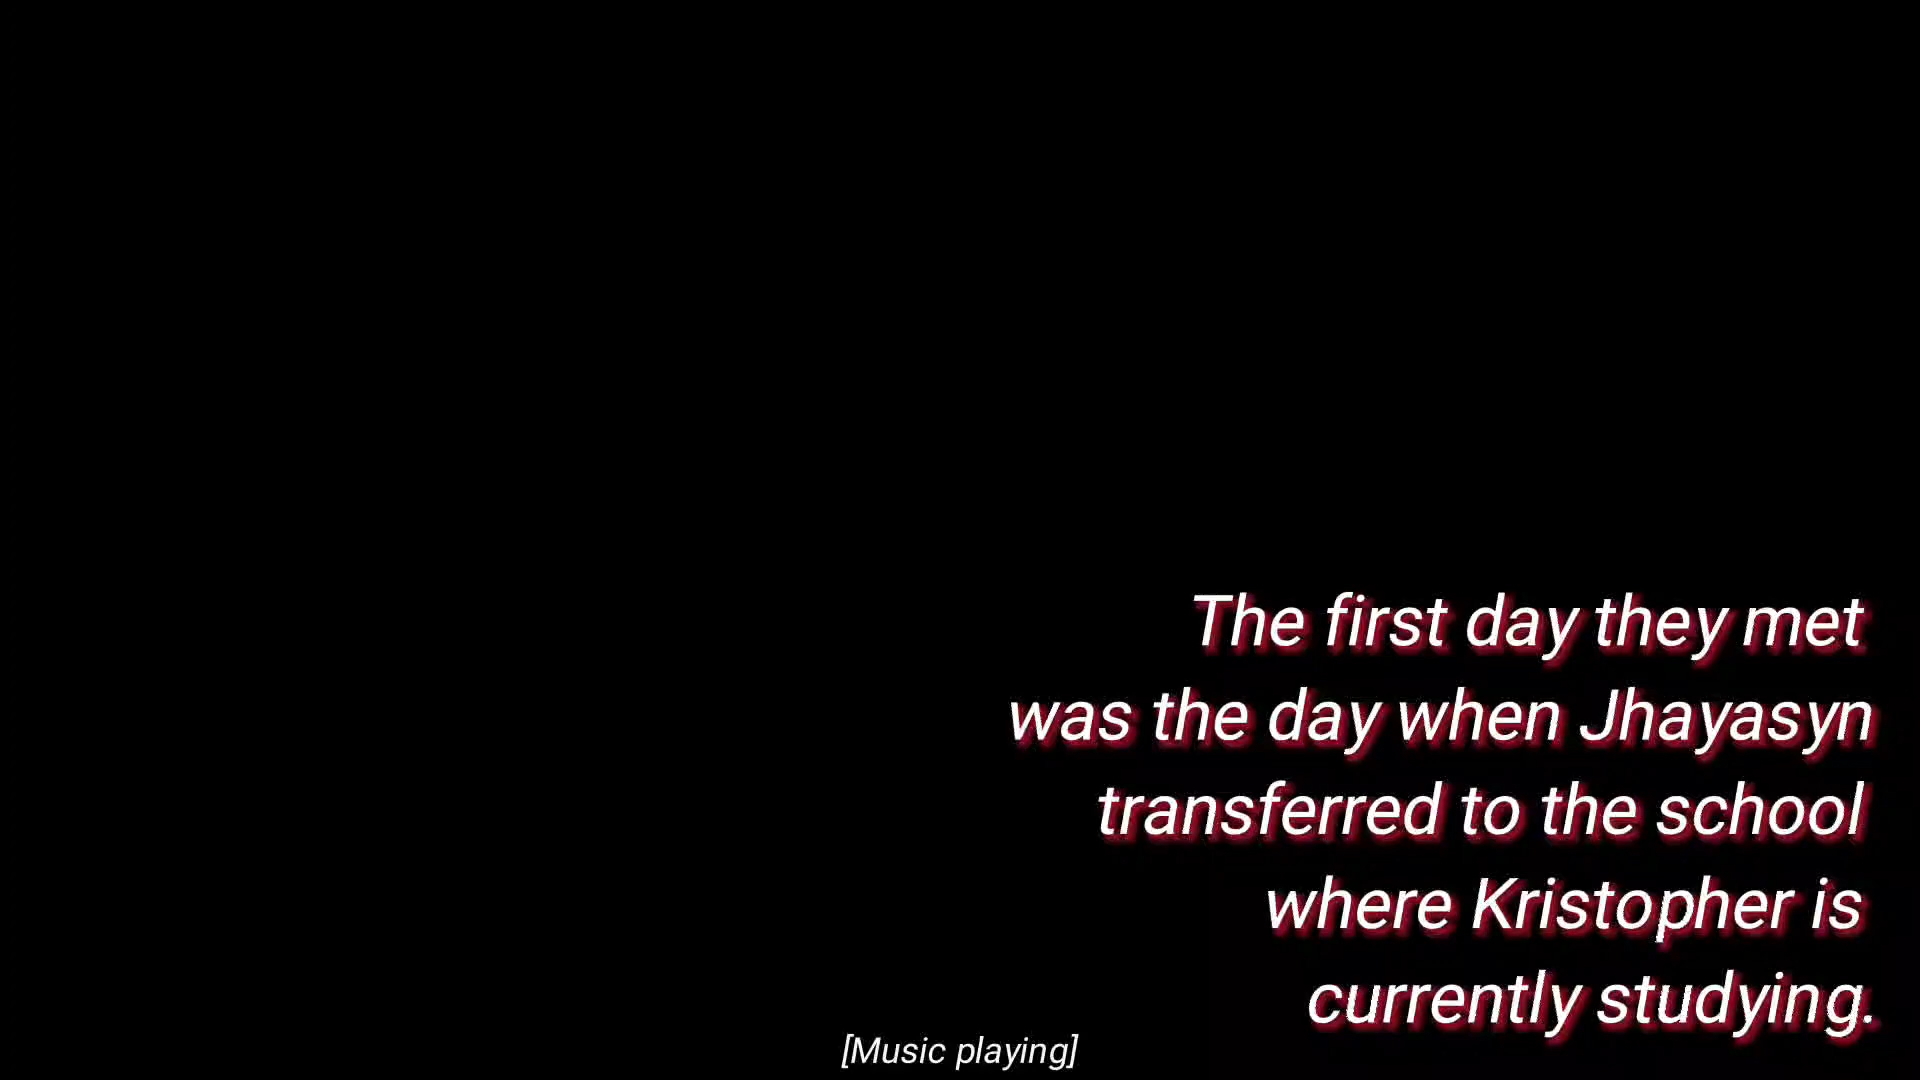 The first day they met
was the day when Jhayasyn
transferred to the school
where Kristopher is
currently studying.
[Music playing]